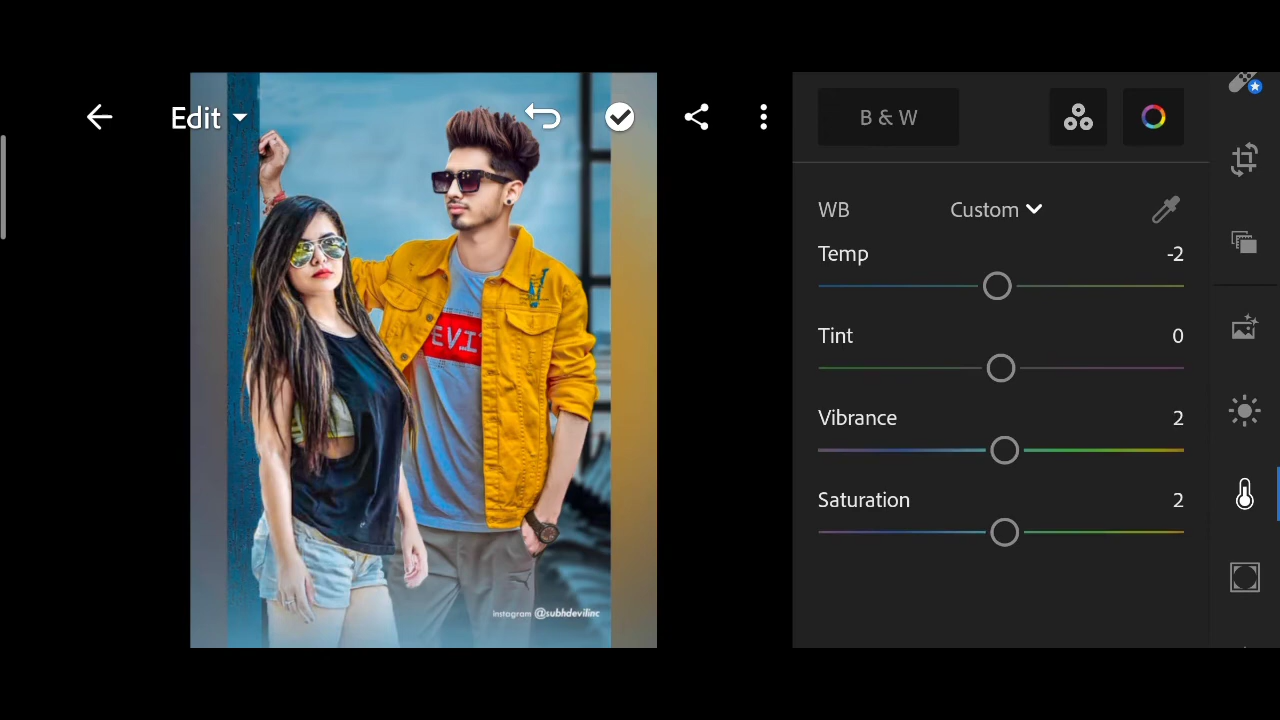 Edit
B & W
WB Custom
Temp -2
Tint 0
Vibrance 2
Saturation 2
EVI
instagram @subhdevilinc